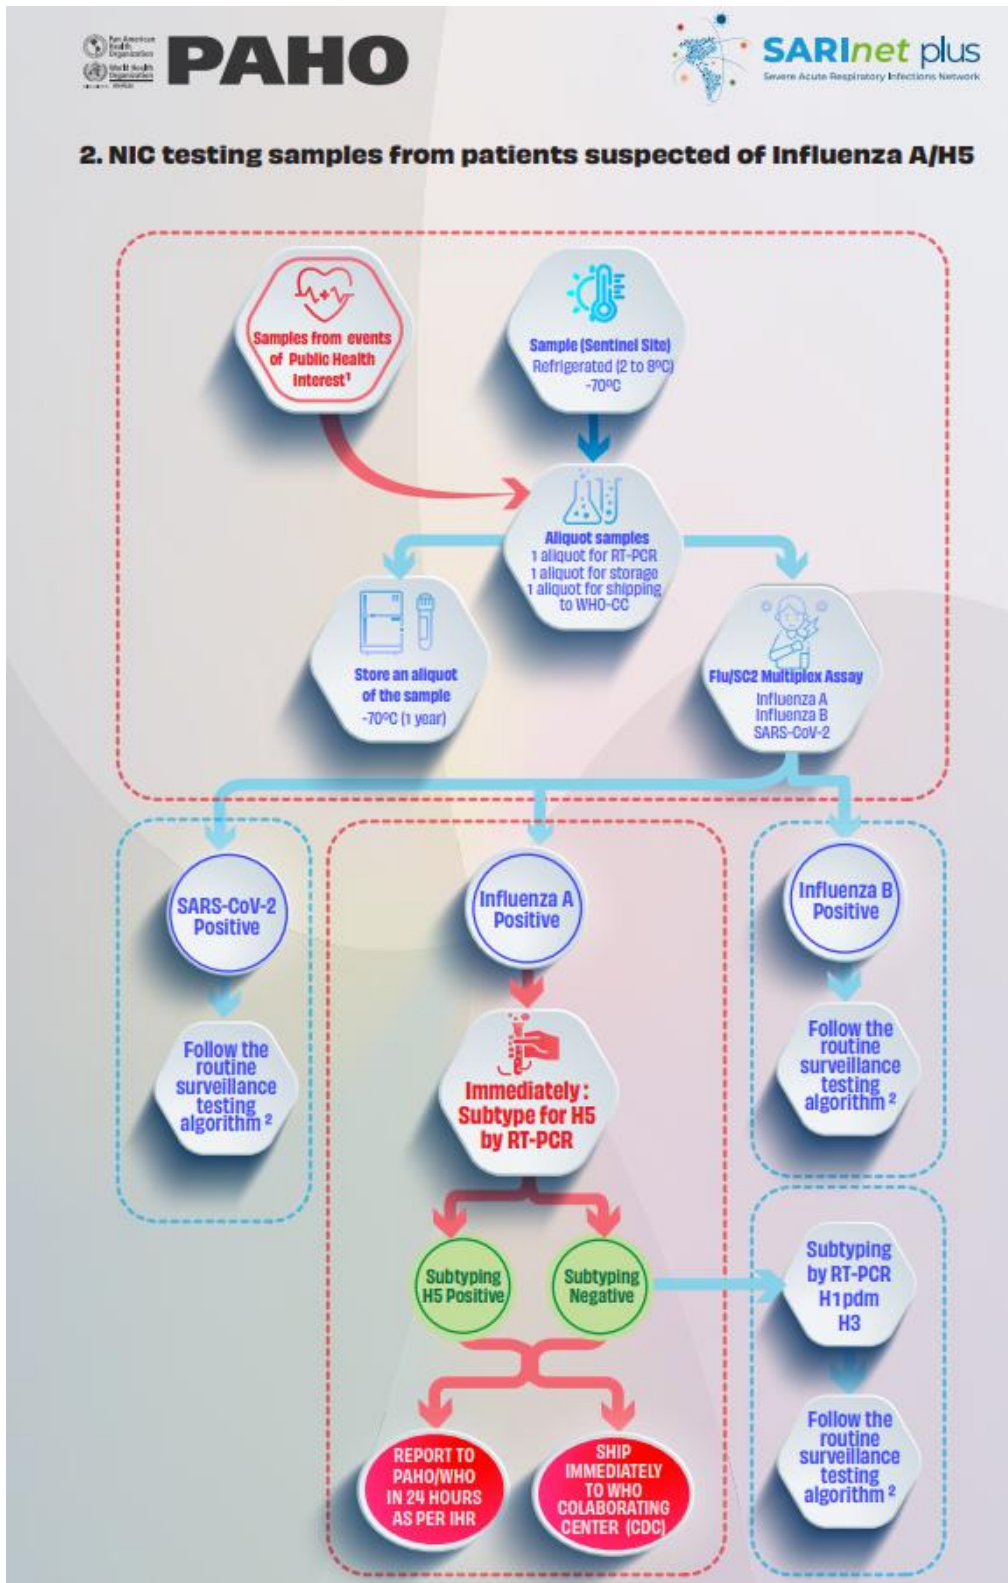 Pan American
Health
Organization
World Health
Organization
PAHO
SARInet plus
Severe Acute Respiratory Infections Network
2. NIC testing samples from patients suspected of Influenza A/H5
Samples from events
of Public Health
Interest¹
Sample (Sentinel Site)
Refrigerated (2 to 8ºC)
-70ºC
Aliquot samples
1 aliquot for RT-PCR
1 aliquot for storage
1 aliquot for shipping
to WHO-CC
Store an aliquot
of the sample
-70ºC (1 year)
Flu/SC2 Multiplex Assay
Influenza A
Influenza B
SARS-CoV-2
SARS-CoV-2
Positive
Influenza A
Positive
Influenza B
Positive
Follow the
routine
surveillance
testing
algorithm ²
Immediately :
Subtype for H5
by RT-PCR
Follow the
routine
surveillance
testing
algorithm ²
Subtyping
H5 Positive
Subtyping
Negative
Subtyping
by RT-PCR
H1pdm
H3
REPORT TO
PAHO/WHO
IN 24 HOURS
AS PER IHR
SHIP
IMMEDIATELY
TO WHO
COLABORATING
CENTER (CDC)
Follow the
routine
surveillance
testing
algorithm ²